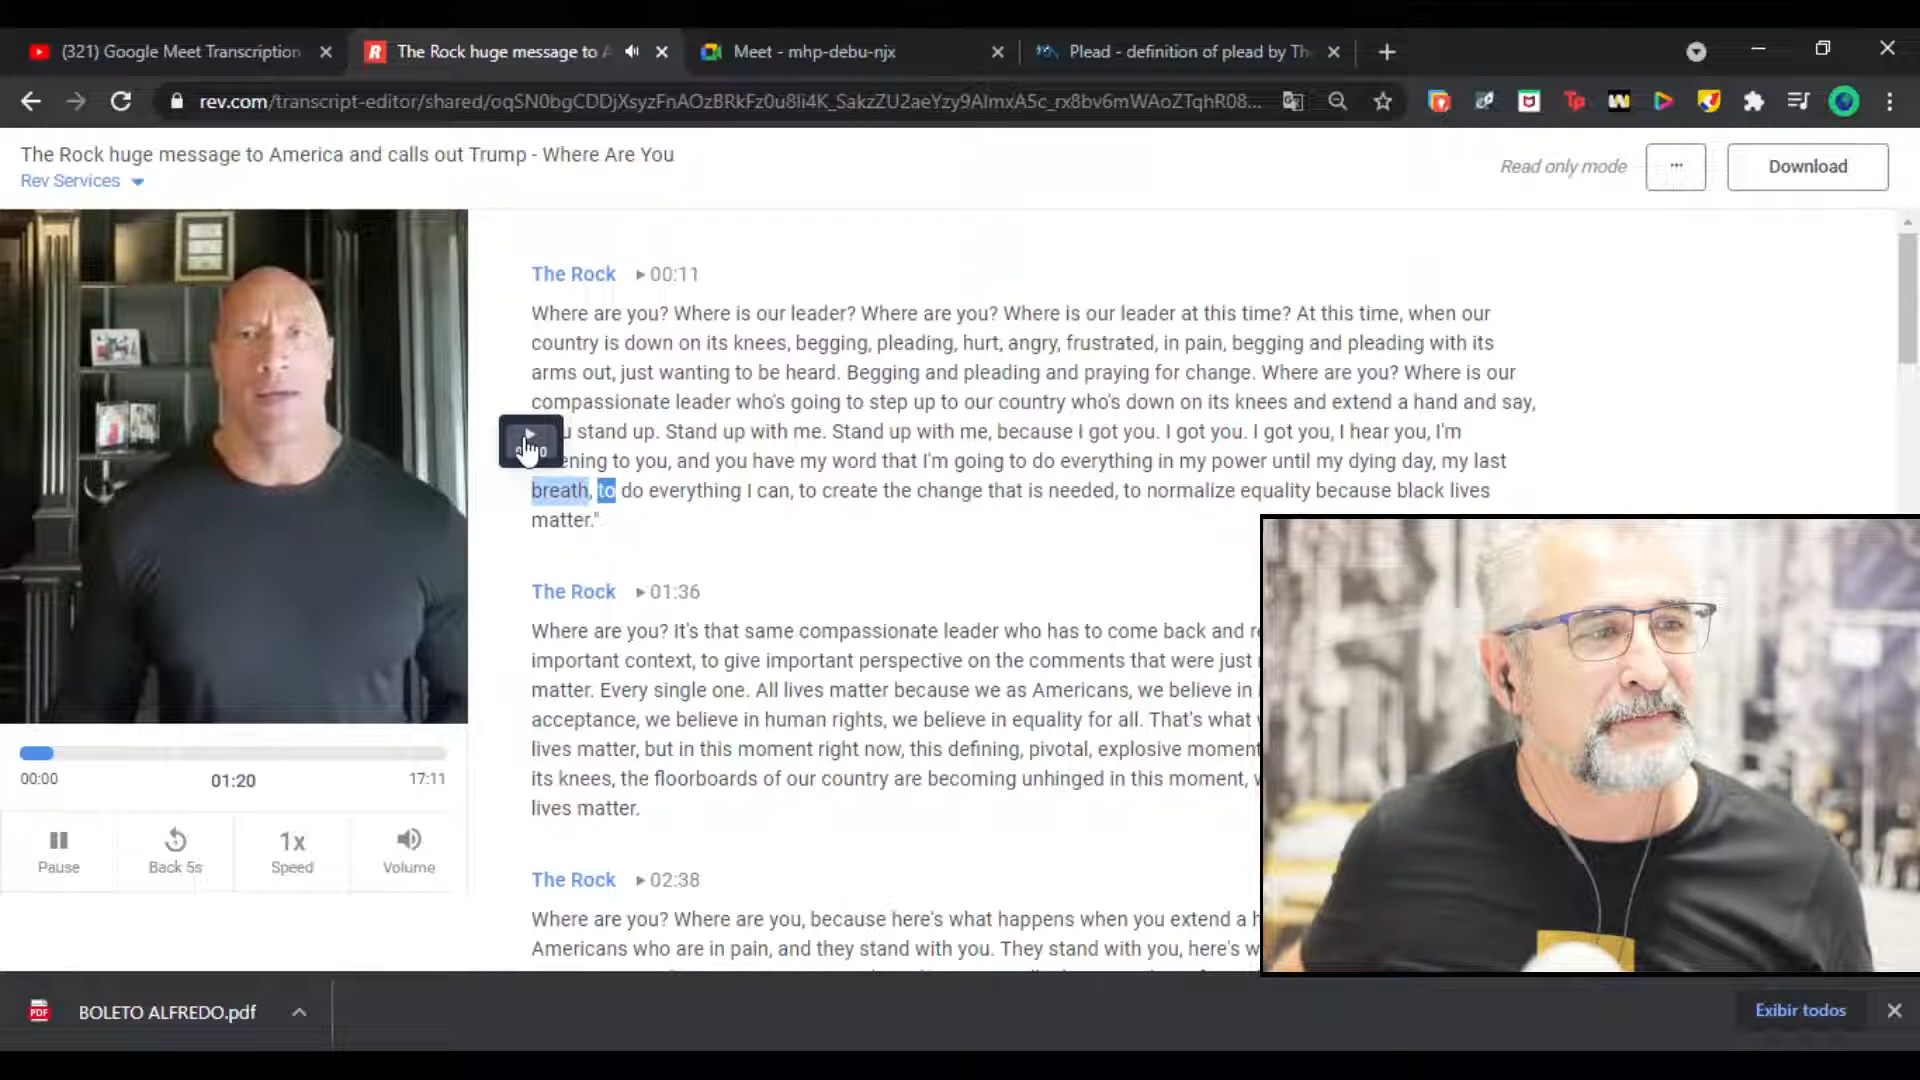 (321) Google Meet Transcription
The Rock huge message to
Meet - mhp-debu-njx
Plead - definition of plead by Th
rev.com/transcript-editor/shared/oqSN0bgCDDjXsyzFnAOzBRkFz0u8li4K_SakzZU2aeYzy9AlmxA5c_rx8bv6mWAoZTqhR08...
The Rock huge message to America and calls out Trump - Where Are You
Rev Services
Read only mode
...
Download
The Rock 00:11
Where are you? Where is our leader? Where are you? Where is our leader at this time? At this time, when our
country is down on its knees, begging, pleading, hurt, angry, frustrated, in pain, begging and pleading with its
arms out, just wanting to be heard. Begging and pleading and praying for change. Where are you? Where is our
compassionate leader who's going to step up to our country who's down on its knees and extend a hand and say,
stand up. Stand up with me. Stand up with me, because I got you. I got you. I got you, I hear you, I'm
ening to you, and you have my word that I'm going to do everything in my power until my dying day, my last
breath, to do everything I can, to create the change that is needed, to normalize equality because black lives
matter."
The Rock 01:36
Where are you? It's that same compassionate leader who has to come back and
important context, to give important perspective on the comments that were just
matter. Every single one. All lives matter because we as Americans, we believe in
acceptance, we believe in human rights, we believe in equality for all. That's what
lives matter, but in this moment right now, this defining, pivotal, explosive moment
its knees, the floorboards of our country are becoming unhinged in this moment,
lives matter.
The Rock 02:38
Where are you? Where are you, because here's what happens when you extend a
Americans who are in pain, and they stand with you. They stand with you, here's
00:00
01:20
17:11
Pause
Back 5s
1x
Speed
Volume
PDF
BOLETO ALFREDO.pdf
Exibir todos